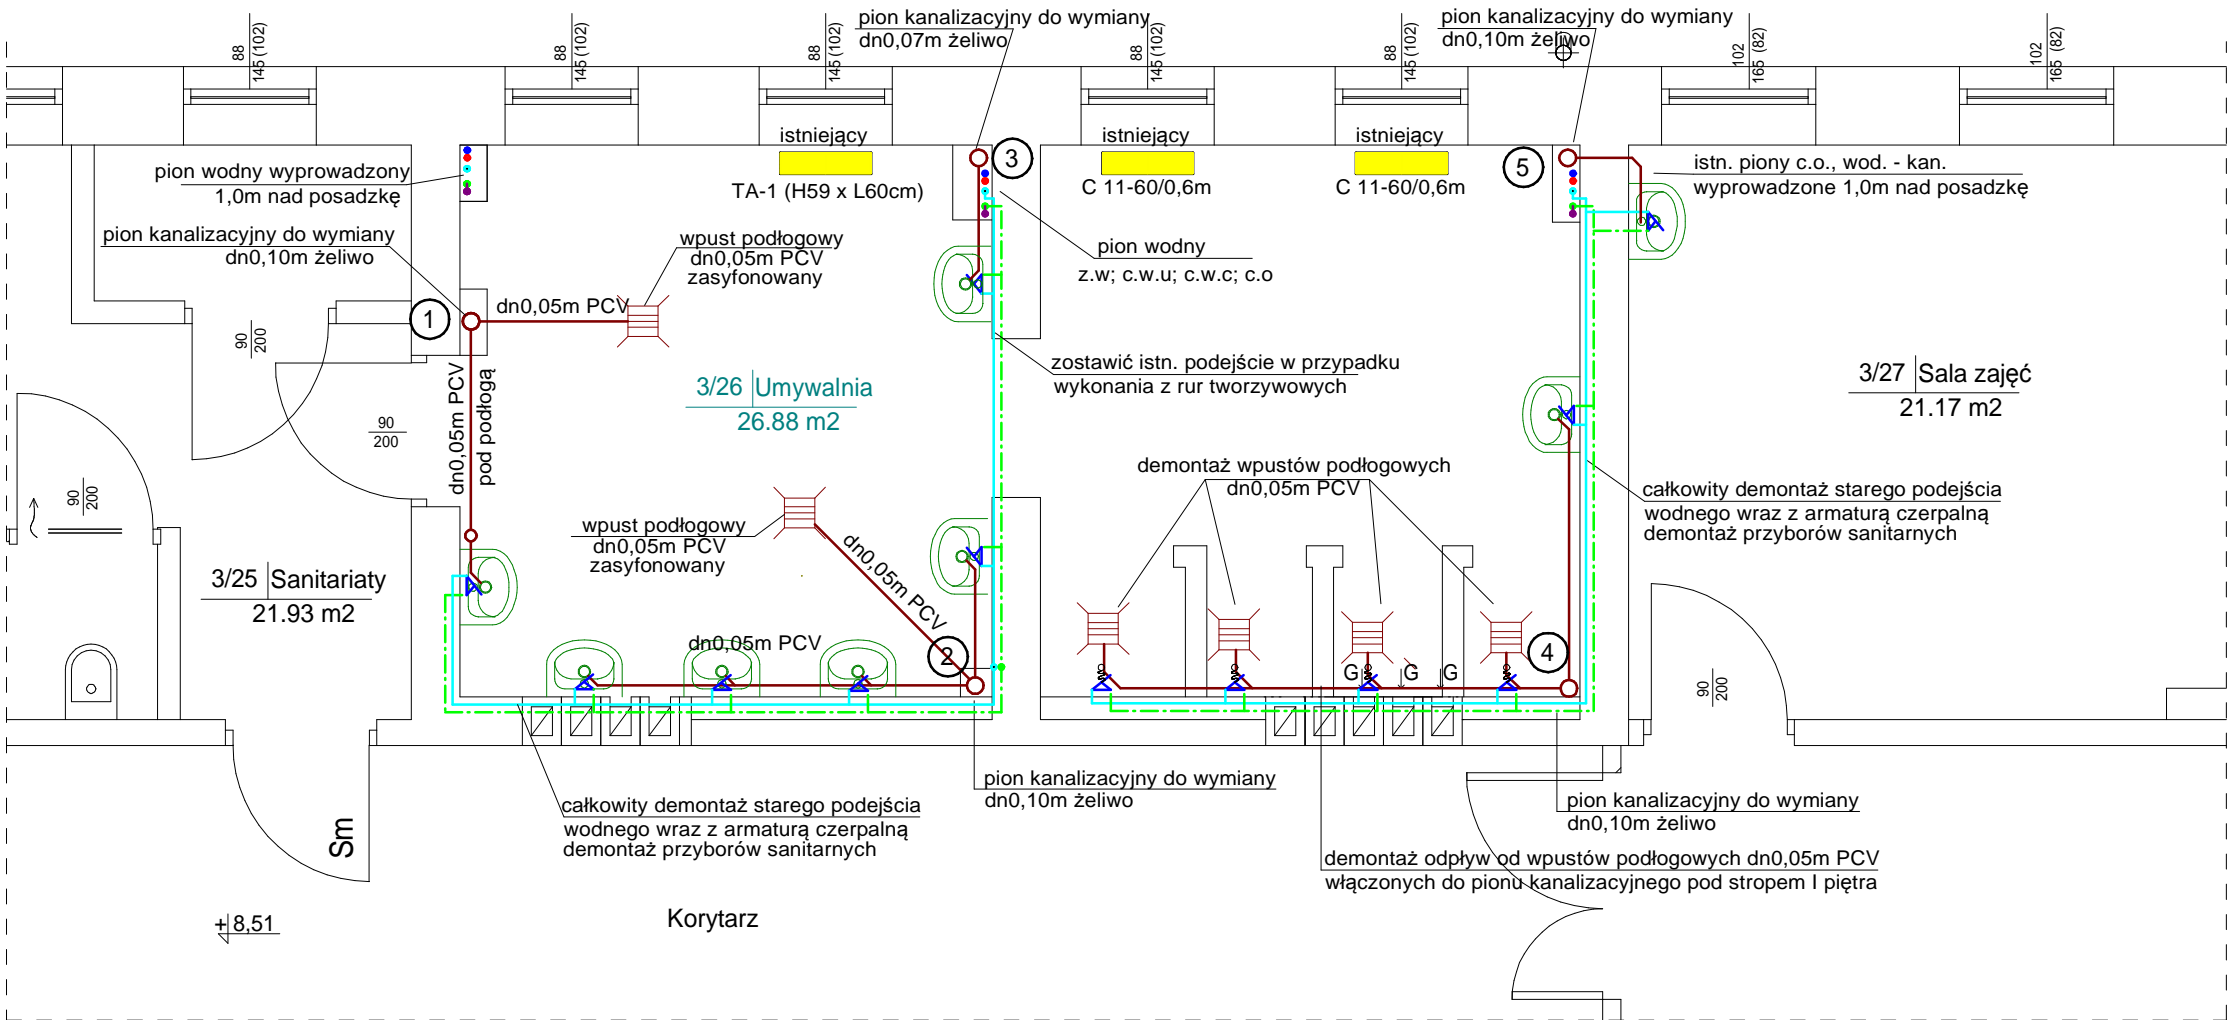 pion kanalizacyjny do wymiany
dn0,07m żeliwo
pion kanalizacyjny do wymiany
dn0,10m żeliwo
88
145 (102)
88
145 (102)
88
145 (102)
88
145 (102)
88
145 (102)
102
165 (82)
102
165 (82)
istniejący
TA-1 (H59 x L60cm)
3
istniejący
C 11-60/0,6m
istniejący
C 11-60/0,6m
5
istn. piony c.o., wod. - kan.
wyprowadzone 1,0m nad posadzkę
pion wodny wyprowadzony
1,0m nad posadzkę
pion kanalizacyjny do wymiany
dn0,10m żeliwo
wpust podłogowy
dn0,05m PCV
zasyfonowany
pion wodny
z.w; c.w.u; c.w.c; c.o
1
dn0,05m PCV
90
200
dn0,05m PCV
pod podłogą
zostawić istn. podejście w przypadku
wykonania z rur tworzywowych
3/26 Umywalnia
26.88 m2
3/27 Sala zajęć
21.17 m2
90
200
90
200
demontaż wpustów podłogowych
dn0,05m PCV
całkowity demontaż starego podejścia
wodnego wraz z armaturą czerpalną
demontaż przyborów sanitarnych
wpust podłogowy
dn0,05m PCV
zasyfonowany
dn0,05m PCV
3/25 Sanitariaty
21.93 m2
dn0,05m PCV
2
4
G
G
G
90
200
pion kanalizacyjny do wymiany
dn0,10m żeliwo
pion kanalizacyjny do wymiany
dn0,10m żeliwo
całkowity demontaż starego podejścia
wodnego wraz z armaturą czerpalną
demontaż przyborów sanitarnych
Sm
demontaż odpływ od wpustów podłogowych dn0,05m PCV
włączonych do pionu kanalizacyjnego pod stropem I piętra
+8,51
Korytarz